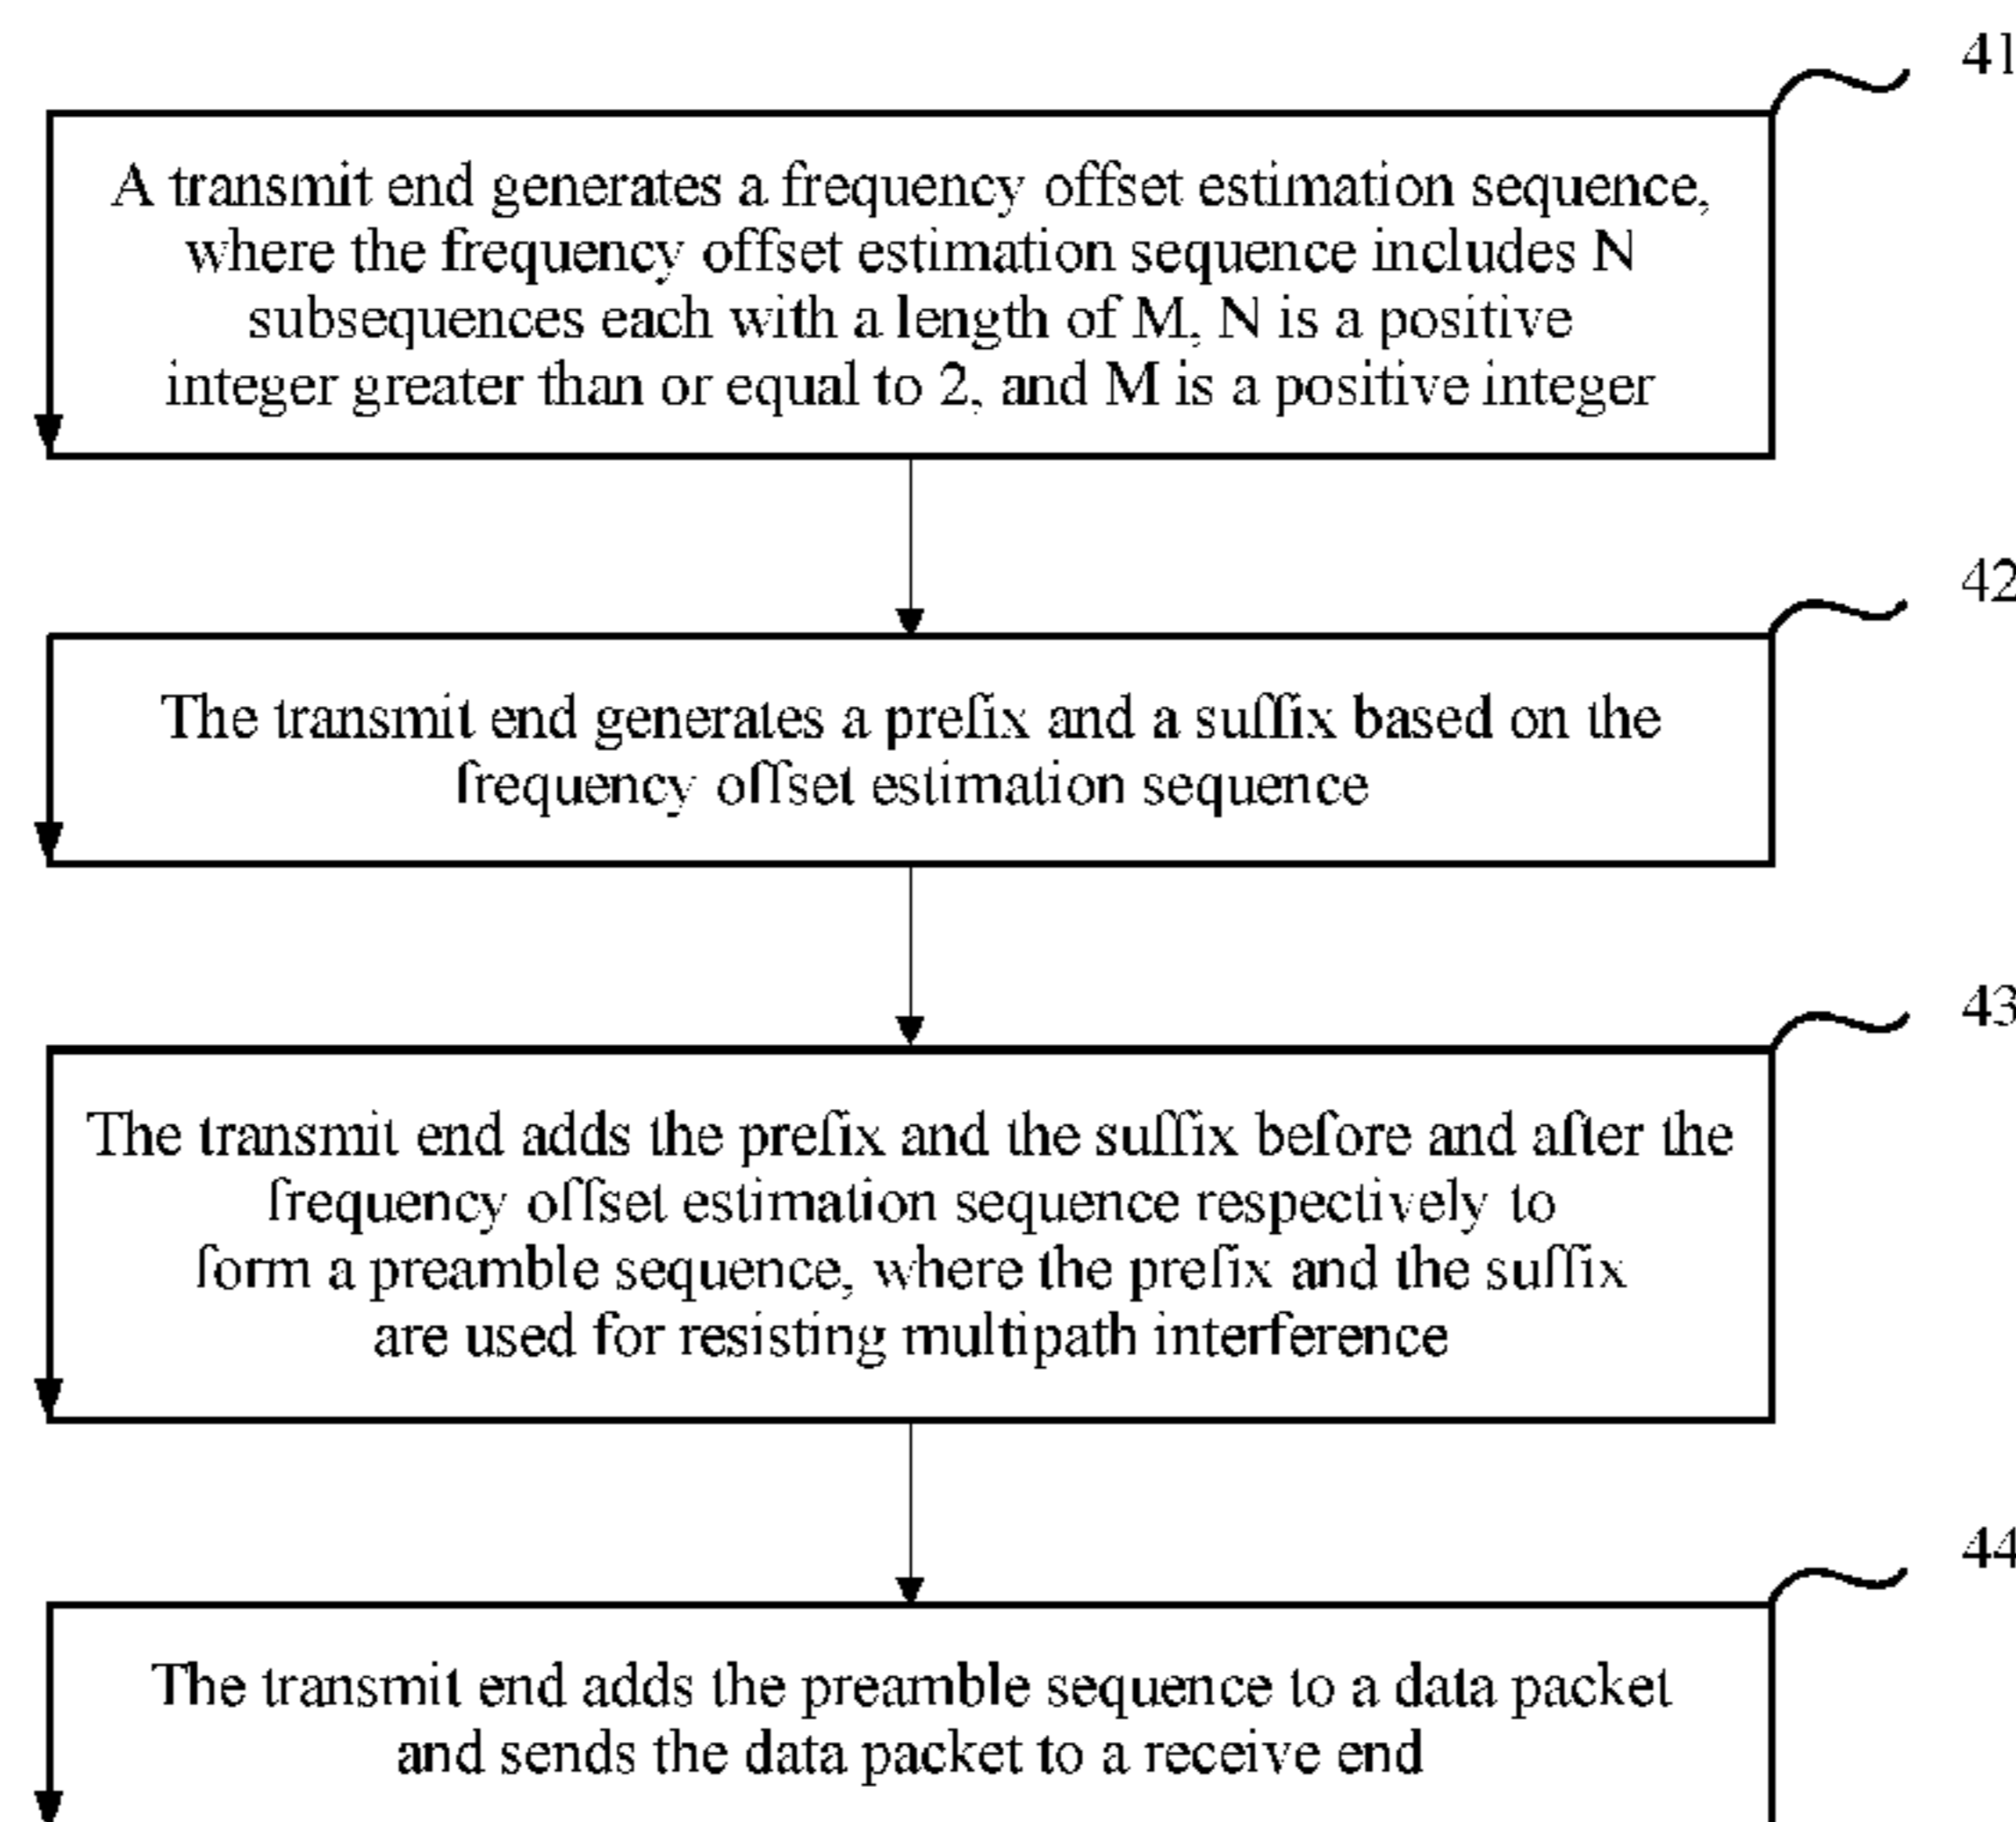 41
A transmit end generates a frequency offset estimation sequence,
where the frequency offset estimation sequence includes N
subsequences each with a length of M, N is a positive
integer greater than or equal to 2, and M is a positive integer
42
The transmit end generates a prefix and a suffix based on the
frequency offset estimation sequence
43
The transmit end adds the prefix and the suffix before and after the
frequency offset estimation sequence respectively to
form a preamble sequence, where the prefix and the suffix
are used for resisting multipath interference
44
The transmit end adds the preamble sequence to a data packet
and sends the data packet to a receive end